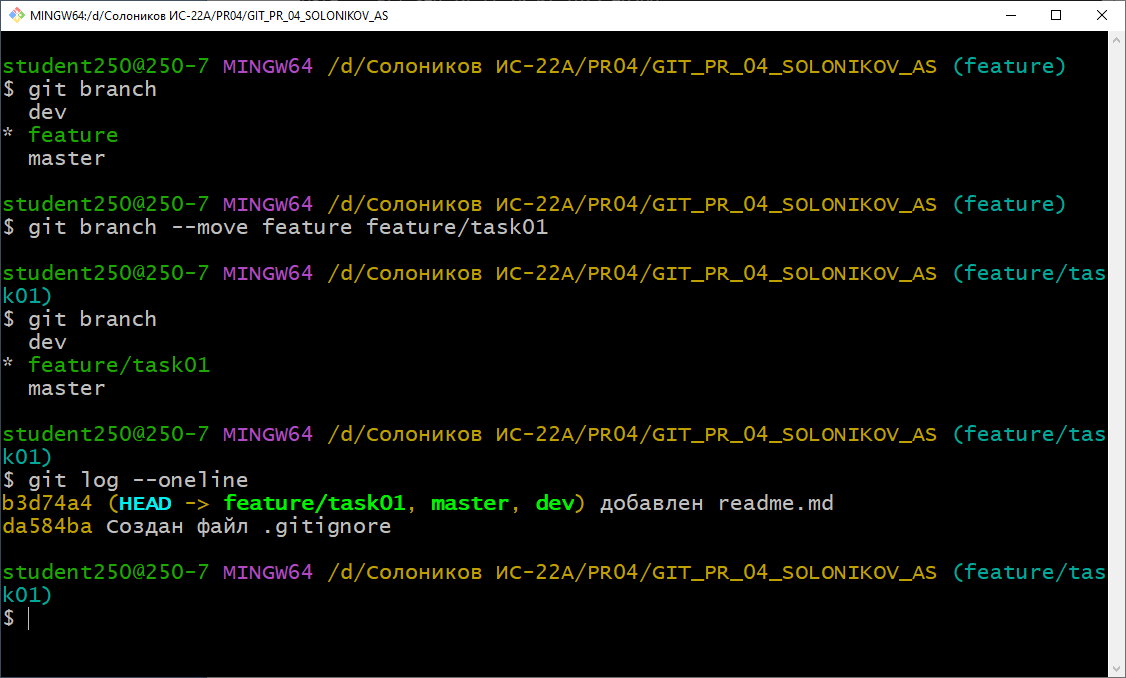 MINGW64:/d/Солоников ИС-22А/PR04/GIT_PR_04_SOLONIKOV_AS
student250@250-7 MINGW64 /d/Солоников ИС-22А/PR04/GIT_PR_04_SOLONIKOV_AS (feature)
$ git branch
  dev
* feature
  master
student250@250-7 MINGW64 /d/Солоников ИС-22А/PR04/GIT_PR_04_SOLONIKOV_AS (feature)
$ git branch --move feature feature/task01
student250@250-7 MINGW64 /d/Солоников ИС-22А/PR04/GIT_PR_04_SOLONIKOV_AS (feature/tas
k01)
$ git branch
  dev
* feature/task01
  master
student250@250-7 MINGW64 /d/Солоников ИС-22А/PR04/GIT_PR_04_SOLONIKOV_AS (feature/tas
k01)
$ git log --oneline
b3d74a4 (HEAD -> feature/task01, master, dev) добавлен readme.md
da584ba Создан файл .gitignore
student250@250-7 MINGW64 /d/Солоников ИС-22А/PR04/GIT_PR_04_SOLONIKOV_AS (feature/tas
k01)
$